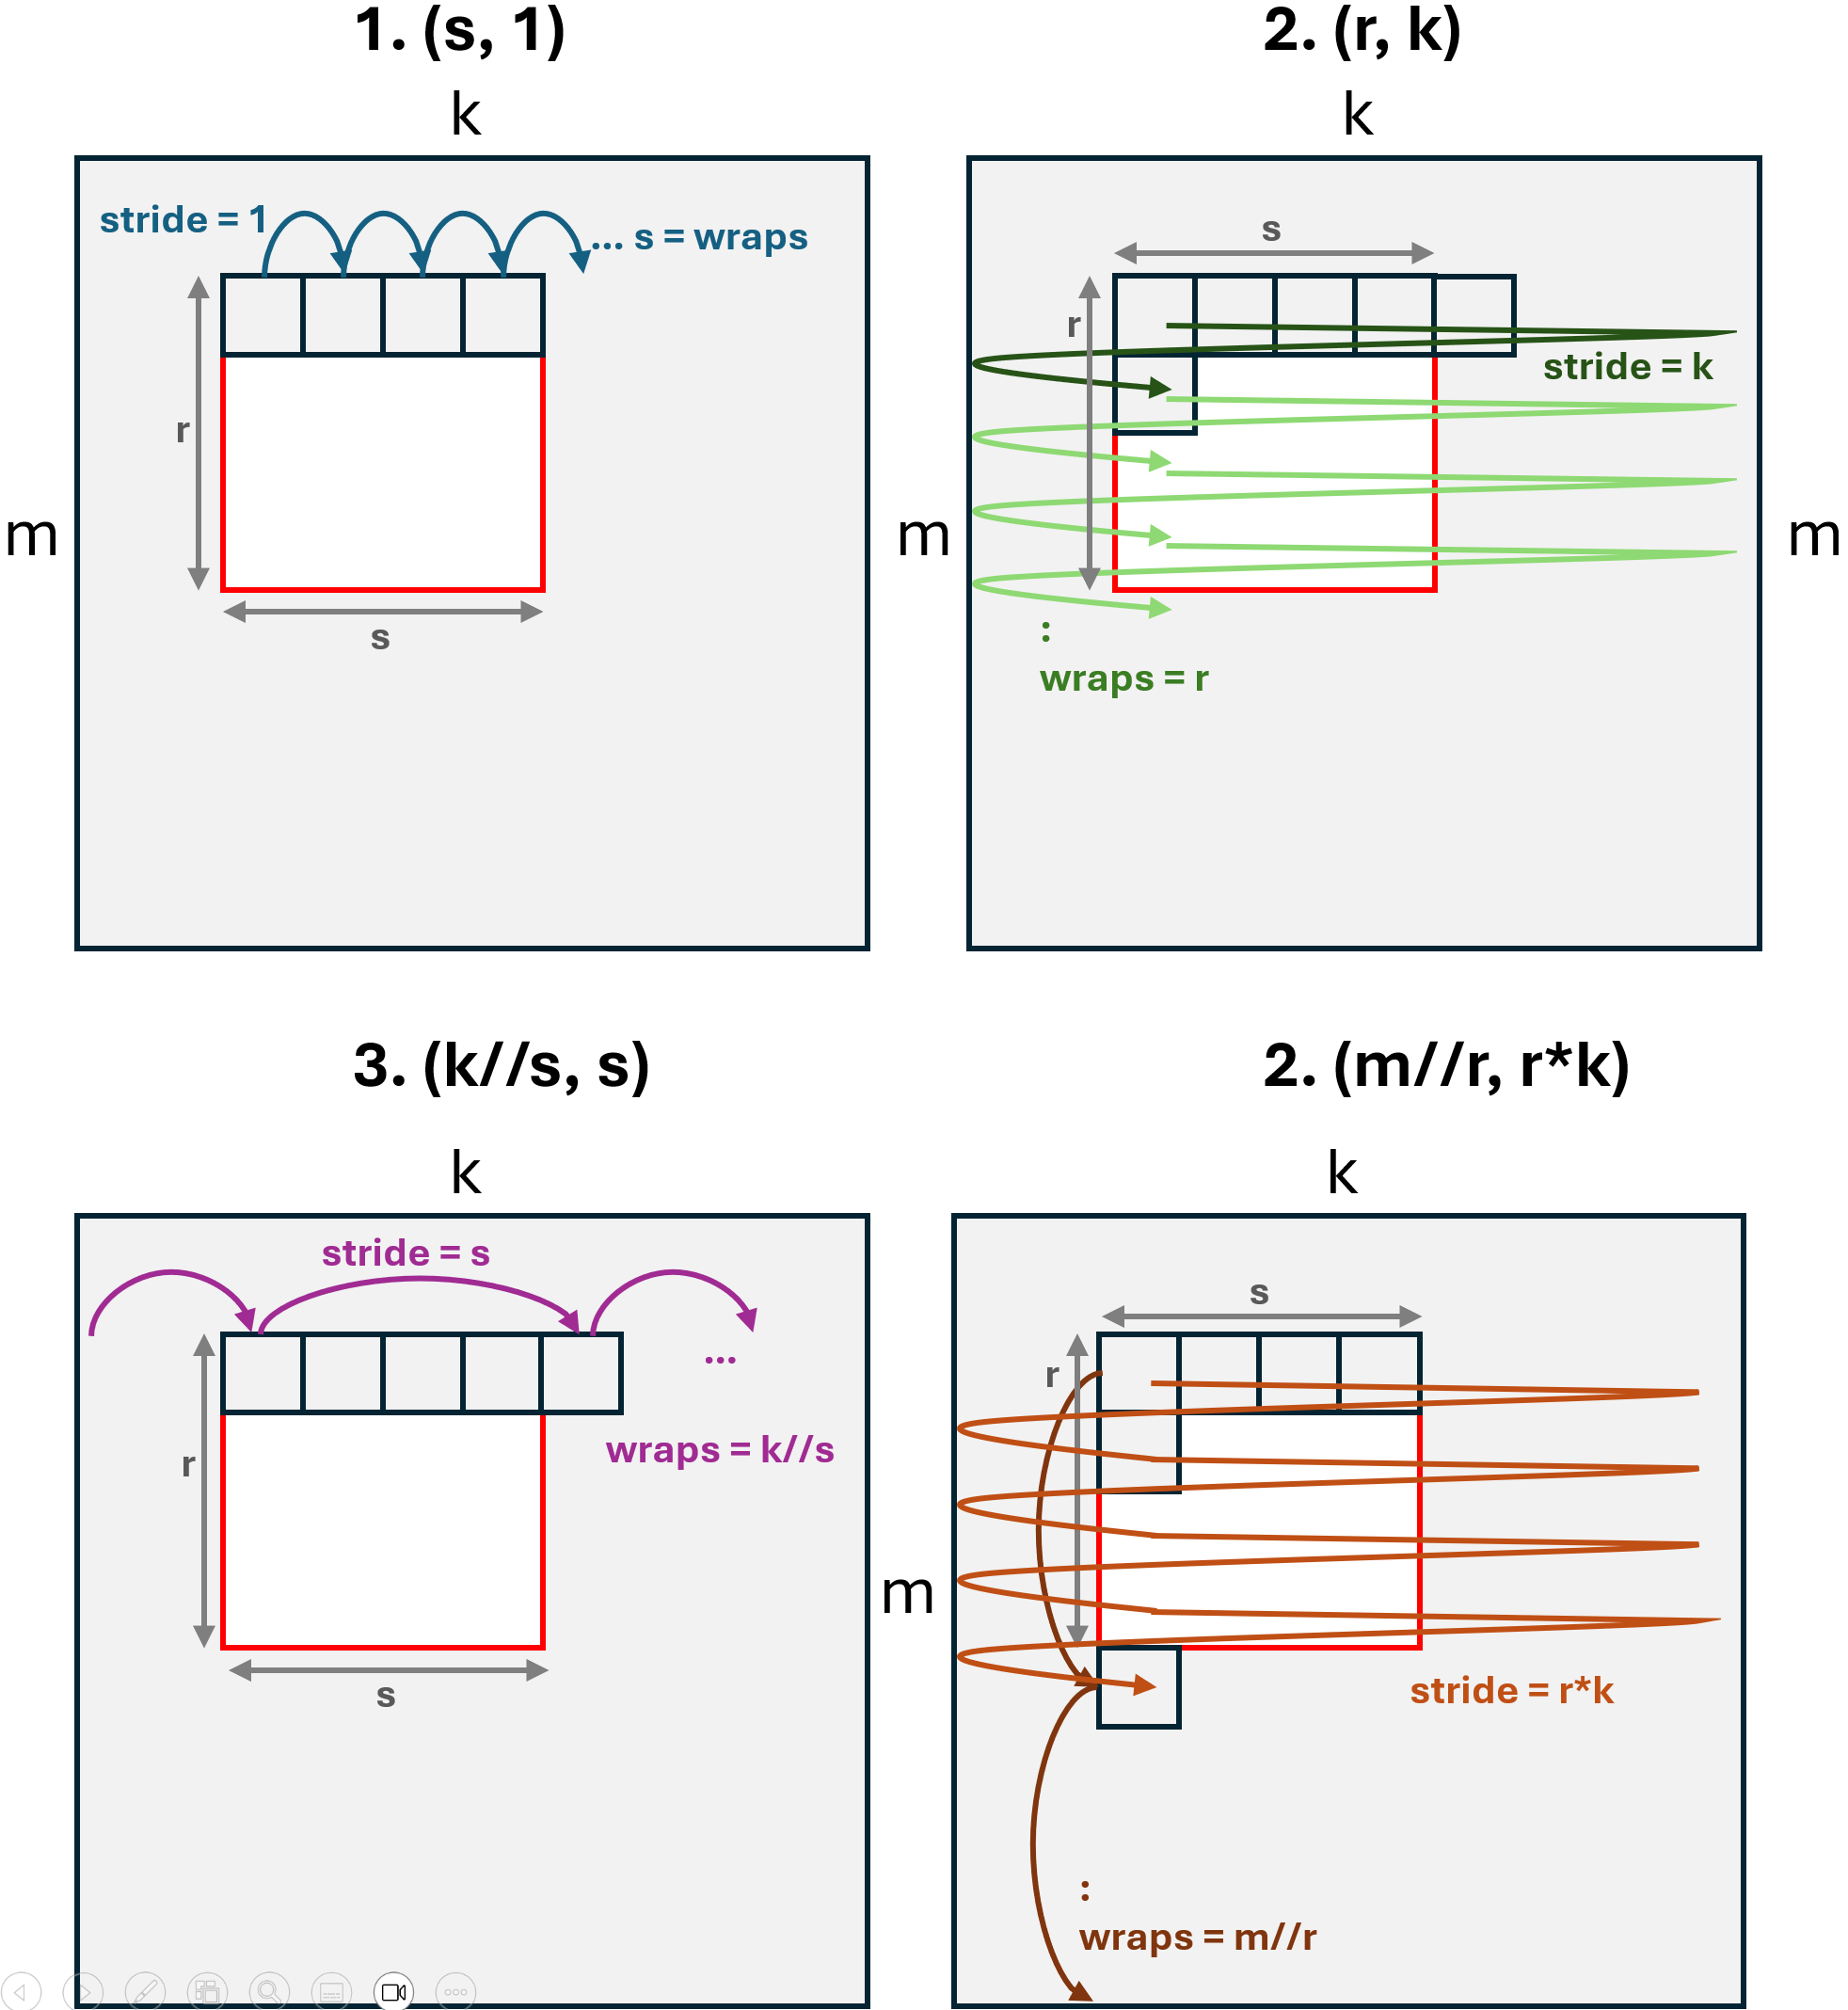 1. (s, 1)
2. (r, k)
k
k
stride = 1
... s = wraps
s
r
stride = k
r
m
m
m
s
:
wraps = r
3. (k//s, s)
2. (m//r, r*k)
k
k
stride = s
s
...
r
wraps = k//s
r
m
s
stride = r*k
:
wraps = m//r